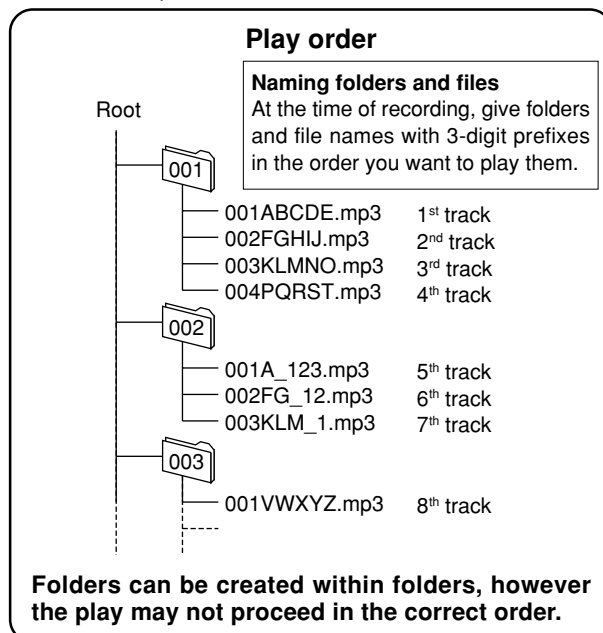 Play order
Naming folders and files
At the time of recording, give folders
and file names with 3-digit prefixes
in the order you want to play them.
Root
001
001ABCDE.mp3 1st track
002FGHIJ.mp3 2nd track
003KLMNO.mp3 3rd track
004PQRST.mp3 4th track
002
001A_123.mp3 5th track
002FG_12.mp3 6th track
003KLM_1.mp3 7th track
003
001VWXYZ.mp3 8th track
Folders can be created within folders, however
the play may not proceed in the correct order.